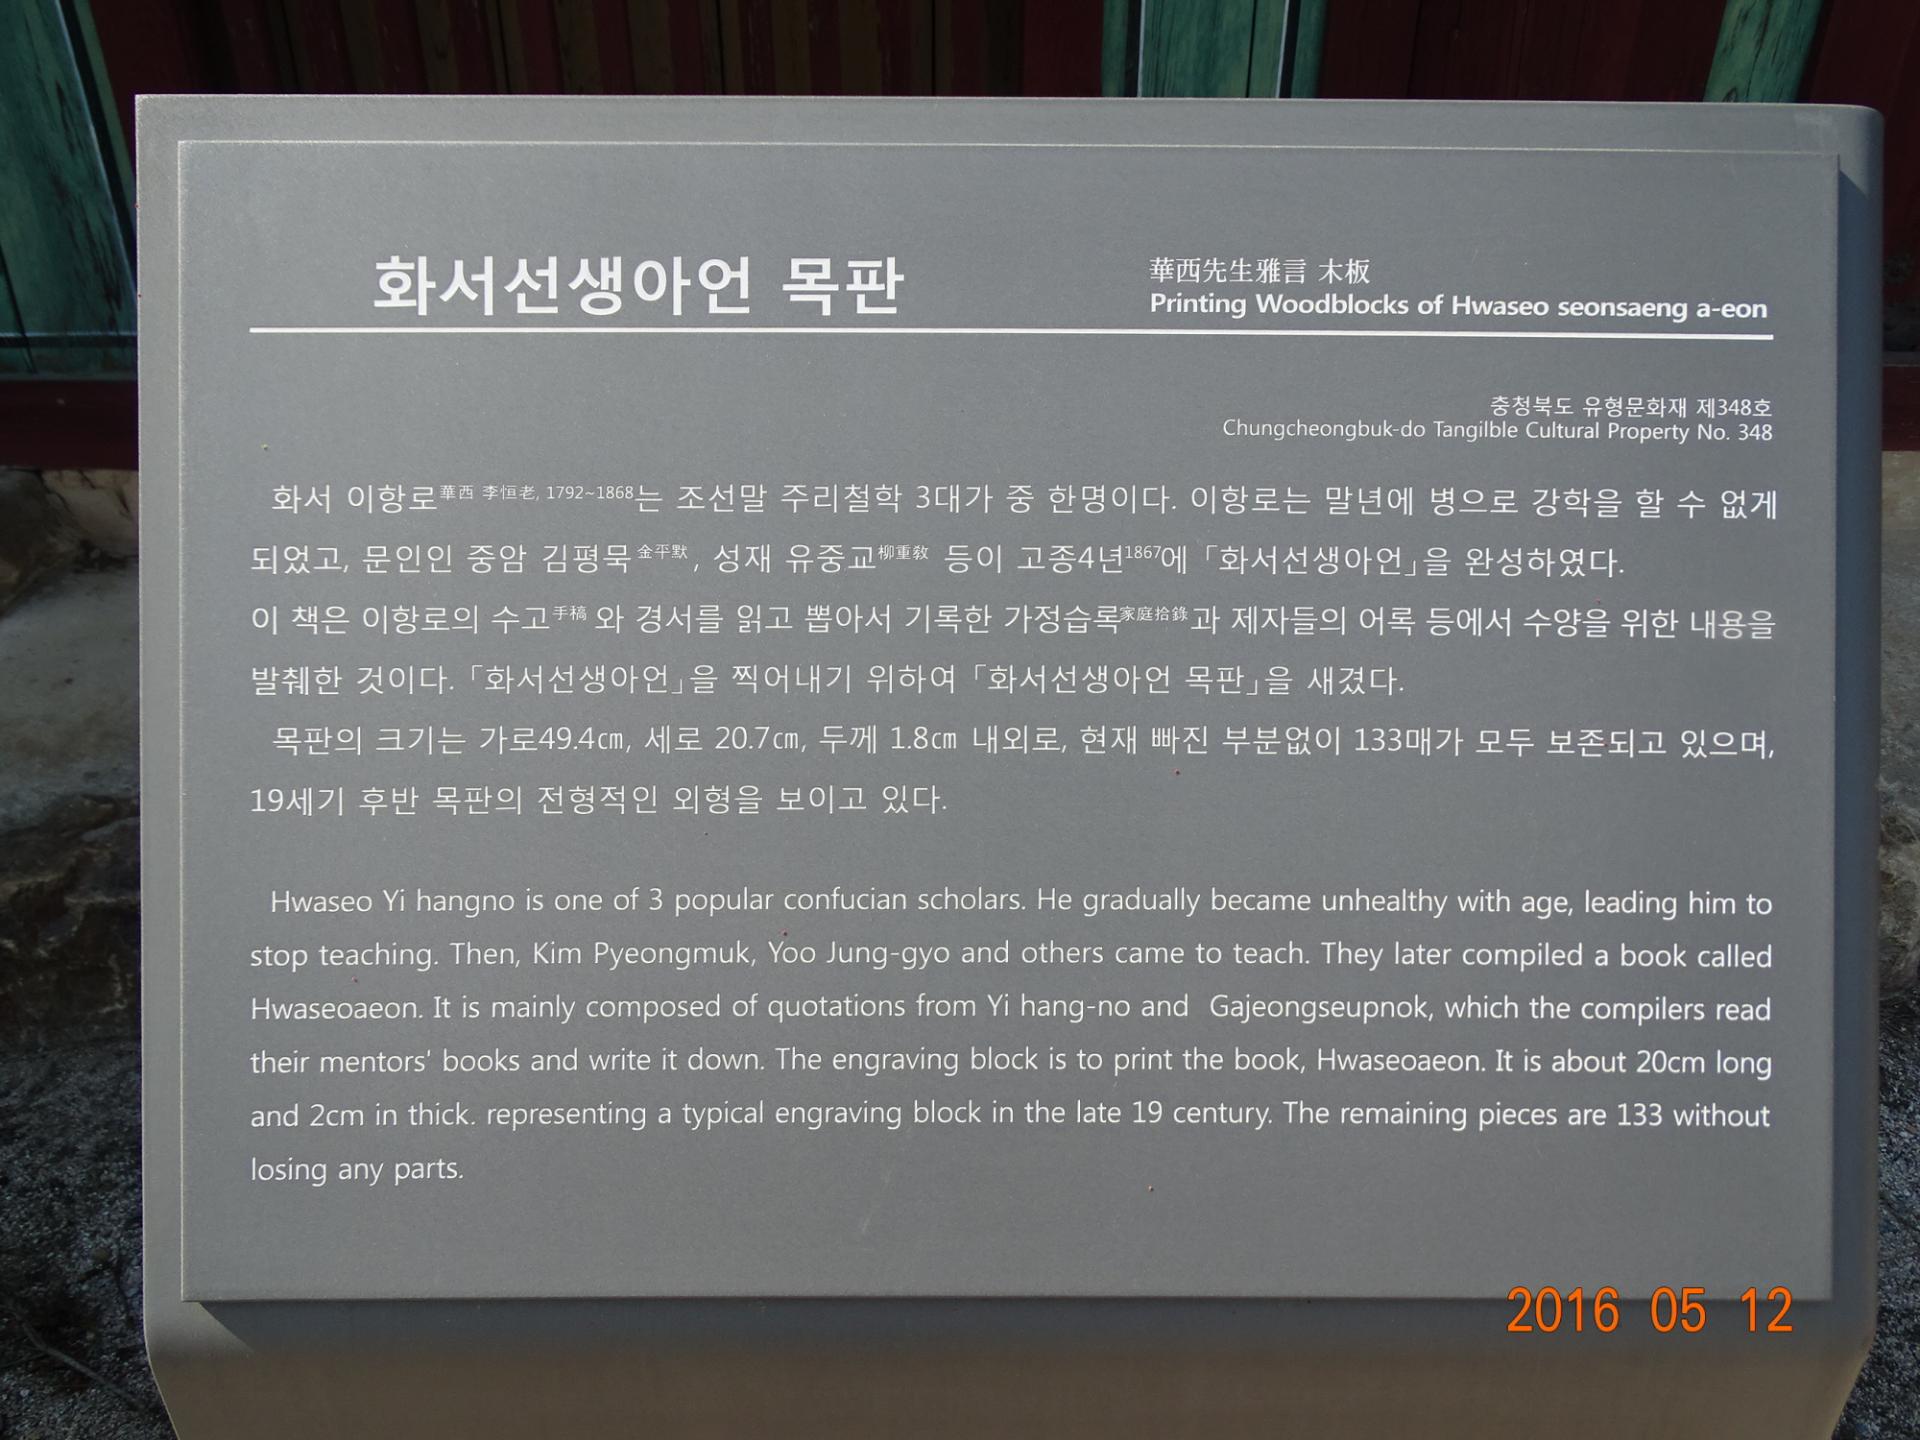 화서선생아언 목판
華西先生雅言 木板
Printing Woodblocks of Hwaseo seonsaeng a-eon
충청북도 유형문화재 제348호
Chungcheongbuk-do Tangilble Cultural Property No. 348
화서 이항로華西 李恒老, 1792~1868는 조선말 주리철학 3대가 중 한명이다. 이항로는 말년에 병으로 강학을 할 수 없게
되었고, 문인인 중암 김평묵金平默, 성재 유중교柳重敎 등이 고종4년1867에 「화서선생아언」을 완성하였다.
이 책은 이항로의 수고手稿 와 경서를 읽고 뽑아서 기록한 가정습록家庭拾錄과 제자들의 어록 등에서 수양을 위한 내용을
발췌한 것이다. 「화서선생아언」을 찍어내기 위하여 「화서선생아언 목판」을 새겼다.
목판의 크기는 가로49.4㎝, 세로 20.7㎝, 두께 1.8㎝ 내외로, 현재 빠진 부분없이 133매가 모두 보존되고 있으며,
19세기 후반 목판의 전형적인 외형을 보이고 있다.
Hwaseo Yi hangno is one of 3 popular confucian scholars. He gradually became unhealthy with age, leading him to
stop teaching. Then, Kim Pyeongmuk, Yoo Jung-gyo and others came to teach. They later compiled a book called
Hwaseoaeon. It is mainly composed of quotations from Yi hang-no and Gajeongseupnok, which the compilers read
their mentors' books and write it down. The engraving block is to print the book, Hwaseoaeon. It is about 20cm long
and 2cm in thick. representing a typical engraving block in the late 19 century. The remaining pieces are 133 without
losing any parts.
2016 05 12